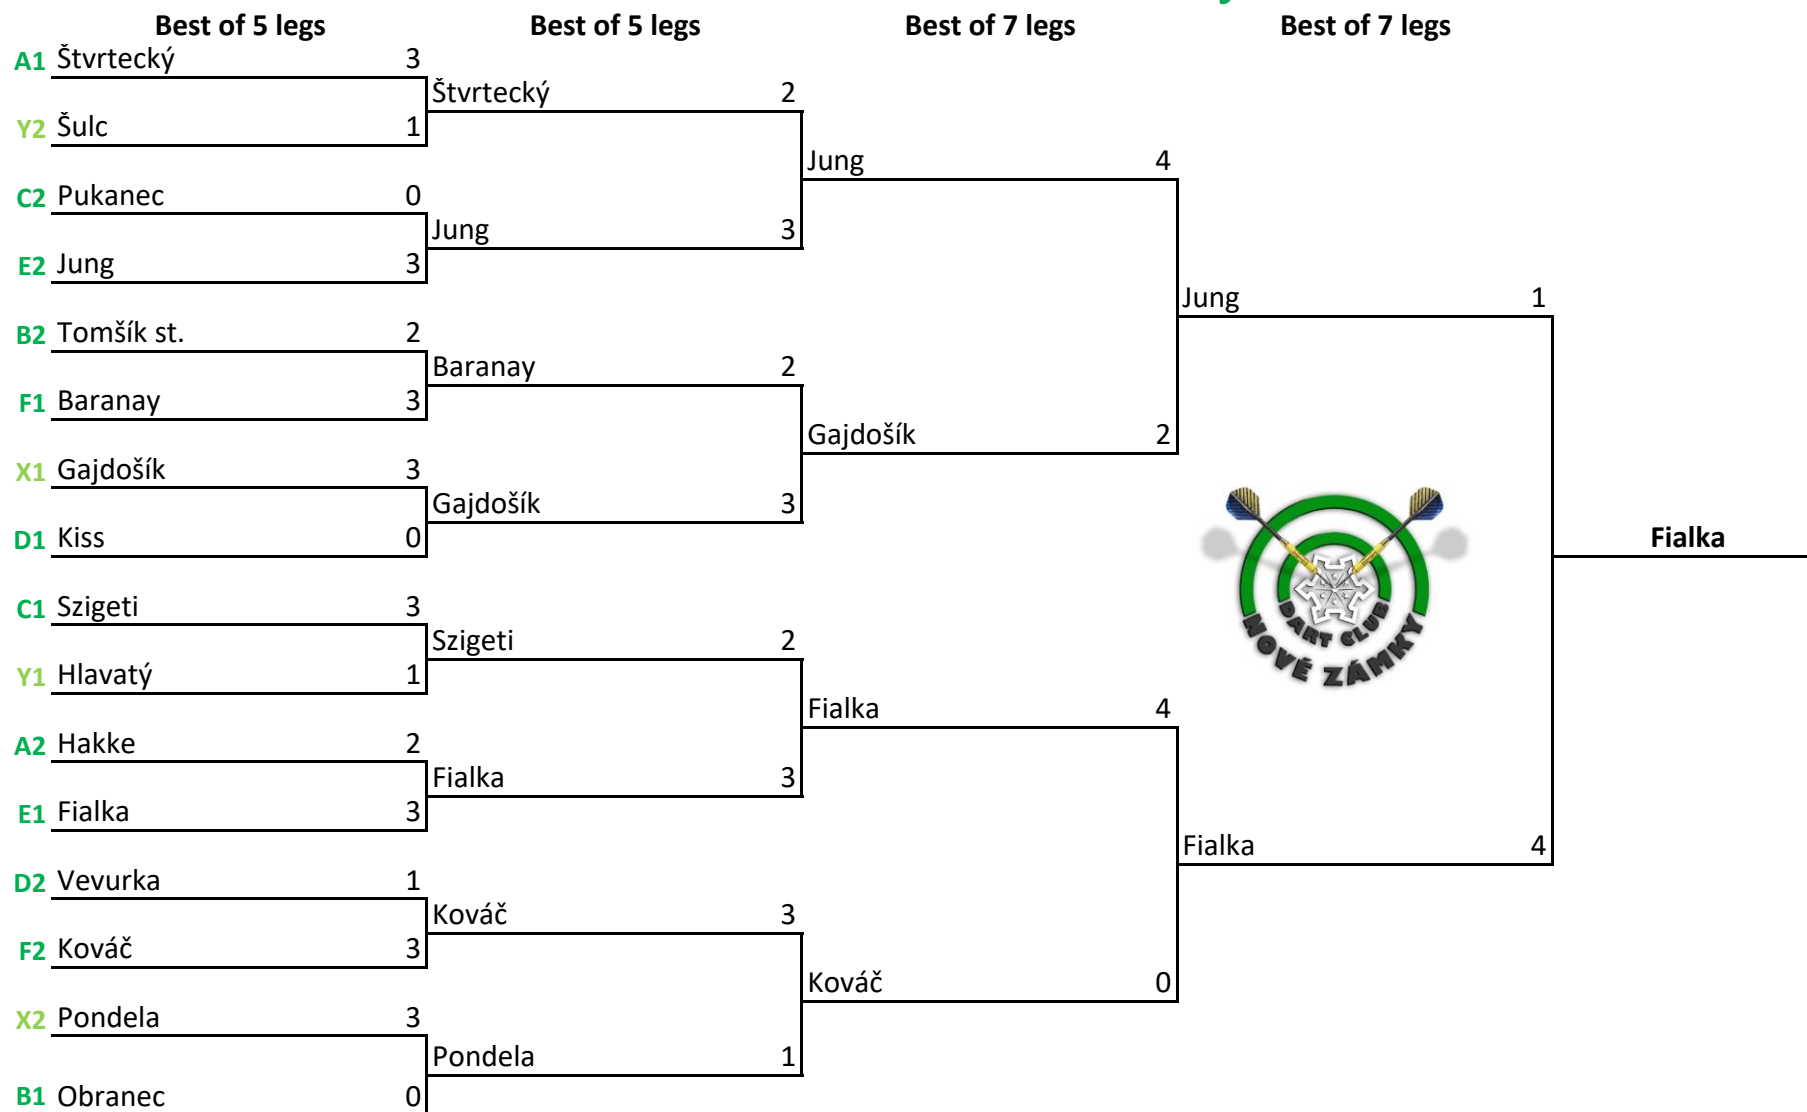 Best of 5 legs Best of 5 legs Best of 7 legs Best of 7 legs
A1 Štvrtecký 3
Štvrtecký 2
Y2 Šulc 1
Jung 4
C2 Pukanec 0
Jung 3
E2 Jung 3
Jung 1
B2 Tomšík st. 2
Baranay 2
F1 Baranay 3
Gajdošík 2
X1 Gajdošík 3
Gajdošík 3
D1 Kiss 0
Fialka
DART CLUB
NOVÉ ZÁMKY
C1 Szigeti 3
Szigeti 2
Y1 Hlavatý 1
Fialka 4
A2 Hakke 2
Fialka 3
E1 Fialka 3
Fialka 4
D2 Vevurka 1
Kováč 3
F2 Kováč 3
Kováč 0
X2 Pondela 3
Pondela 1
B1 Obranec 0